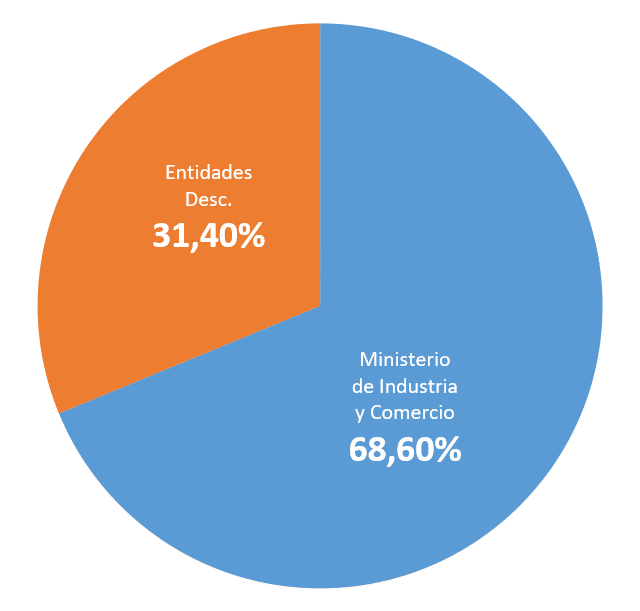 Entidades
Desc.
31,40%
Ministerio
de Industria
y Comercio
68,60%